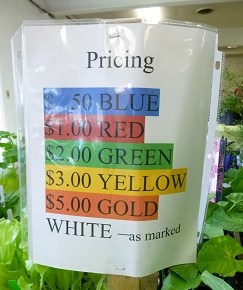 Pricing
$ .50 BLUE
$1.00 RED
$2.00 GREEN
$3.00 YELLOW
$5.00 GOLD
WHITE —as marked